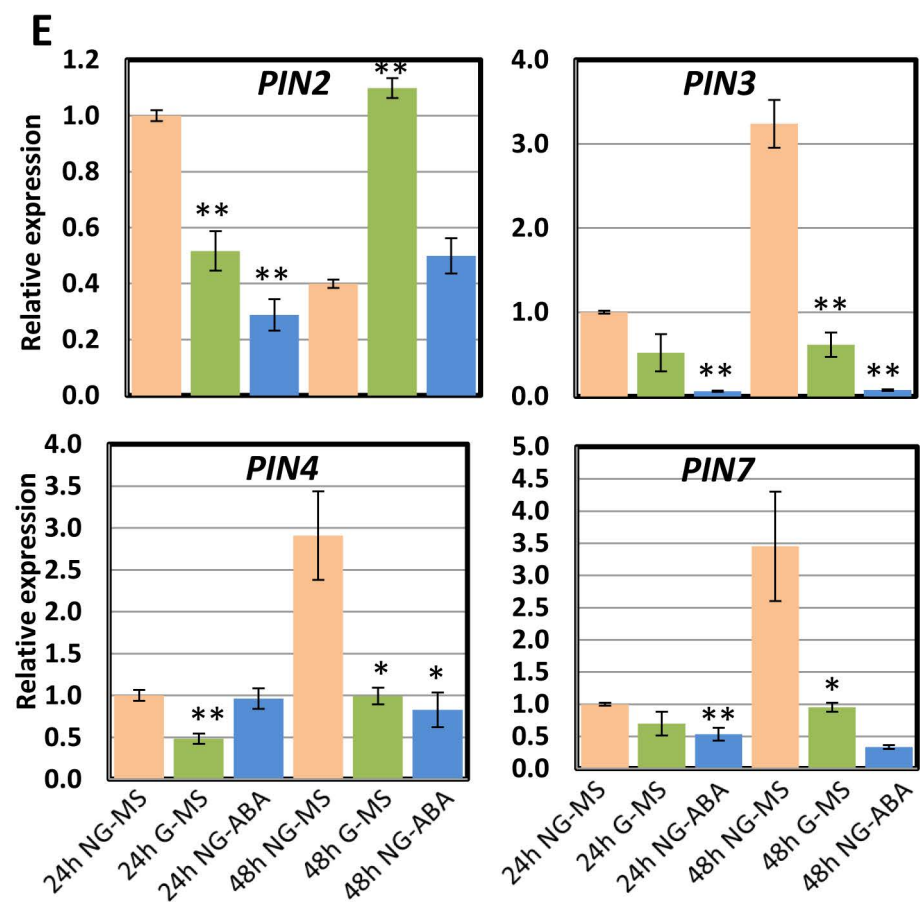 E
PIN2
Relative expression
1.2
1.0
0.8
0.6
0.4
0.2
0.0
**
**
**
PIN3
4.0
3.0
2.0
1.0
0.0
**
**
**
PIN4
Relative expression
4.0
3.5
3.0
2.5
2.0
1.5
1.0
0.5
0.0
**
*
*
24h NG-MS
24h G-MS
24h NG-ABA
48h NG-MS
48h G-MS
48h NG-ABA
PIN7
5.0
4.5
4.0
3.5
3.0
2.5
2.0
1.5
1.0
0.5
0.0
**
*
24h NG-MS
24h G-MS
24h NG-ABA
48h NG-MS
48h G-MS
48h NG-ABA